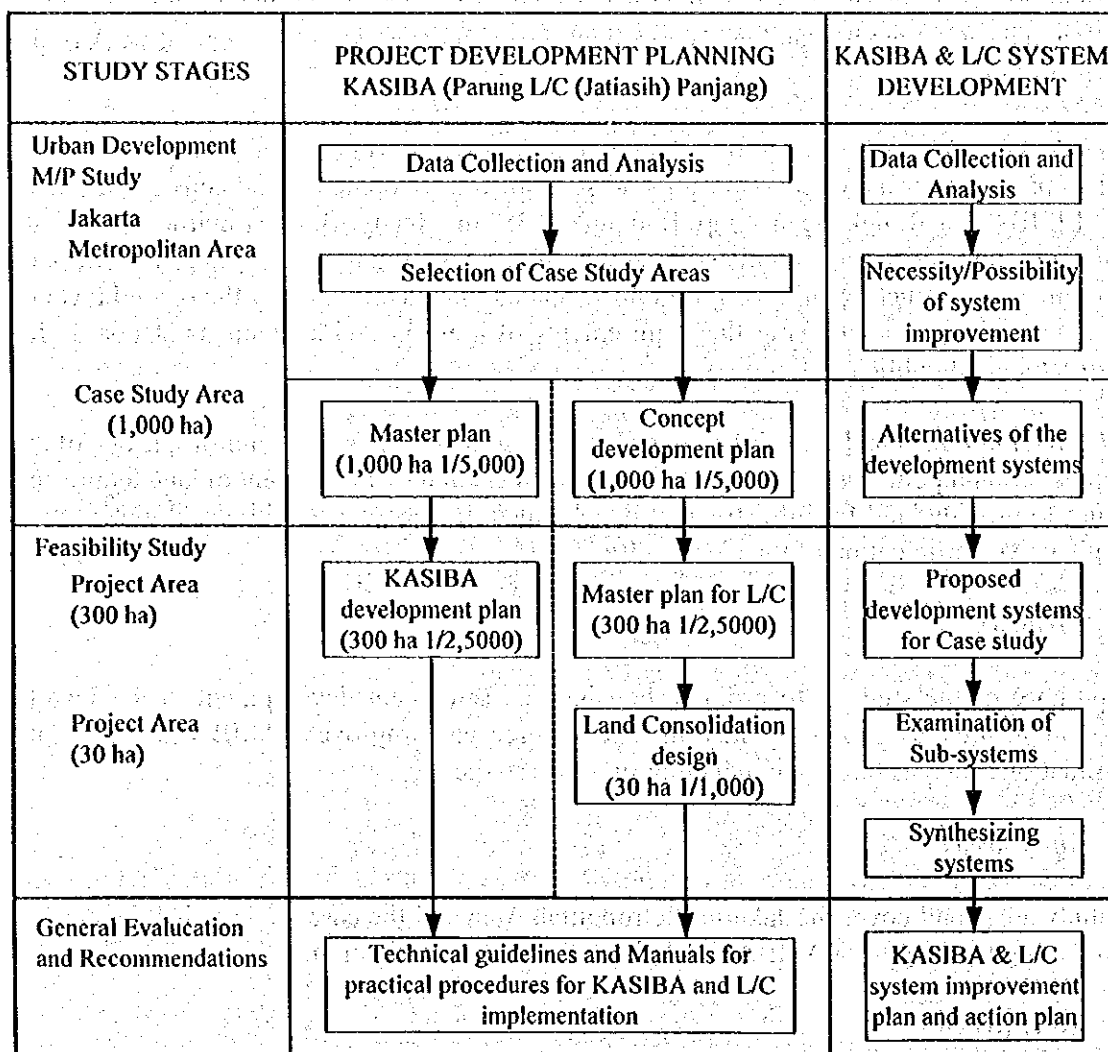 STUDY STAGES
PROJECT DEVELOPMENT PLANNING
KASIBA (Parung L/C (Jatiasih) Panjang)
KASIBA & L/C SYSTEM
DEVELOPMENT
Urban Development
M/P Study
Jakarta
Metropolitan Area
Data Collection and Analysis
Data Collection and
Analysis
Selection of Case Study Areas
Necessity/Possibility
of system
improvement
Case Study Area
(1,000 ha)
Master plan
(1,000 ha 1/5,000)
Concept
development plan
(1,000 ha 1/5,000)
Alternatives of the
development systems
Feasibility Study
Project Area
(300 ha)
KASIBA
development plan
(300 ha 1/2,5000)
Master plan for L/C
(300 ha 1/2,5000)
Proposed
development systems
for Case study
Project Area
(30 ha)
Land Consolidation
design
(30 ha 1/1,000)
Examination of
Sub-systems
Synthesizing
systems
General Evalucation
and Recommendations
Technical guidelines and Manuals for
practical procedures for KASIBA and L/C
implementation
KASIBA & L/C
system improvement
plan and action plan